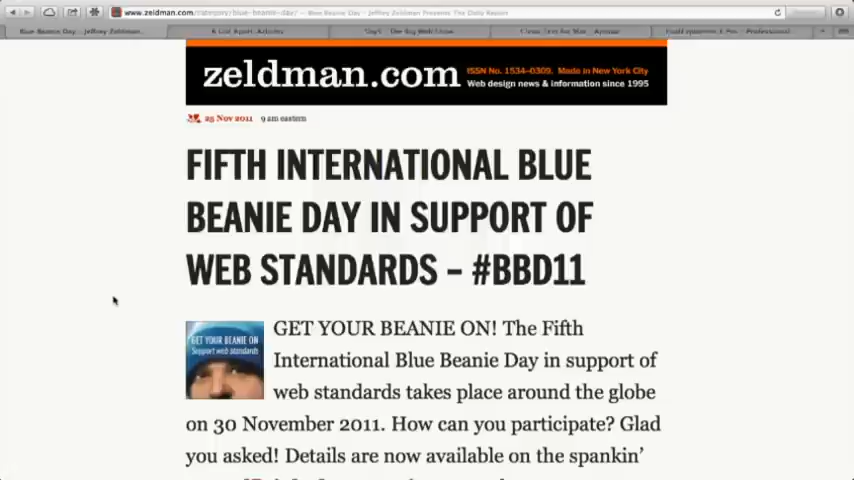 www.zeldman.com/category/blue-beanie-day/ — Blue Beanie Day – Jeffrey Zeldman Presents The Daily Report
Blue Beanie Day – Jeffrey Zeldman
zeldman.com
ISSN No. 1534-0309. Made in New York City
Web design news & information since 1995
25 Nov 2011 9 am eastern
FIFTH INTERNATIONAL BLUE
BEANIE DAY IN SUPPORT OF
WEB STANDARDS – #BBD11
GET YOUR BEANIE ON
Support web standards
GET YOUR BEANIE ON! The Fifth
International Blue Beanie Day in support of
web standards takes place around the globe
on 30 November 2011. How can you participate? Glad
you asked! Details are now available on the spankin’